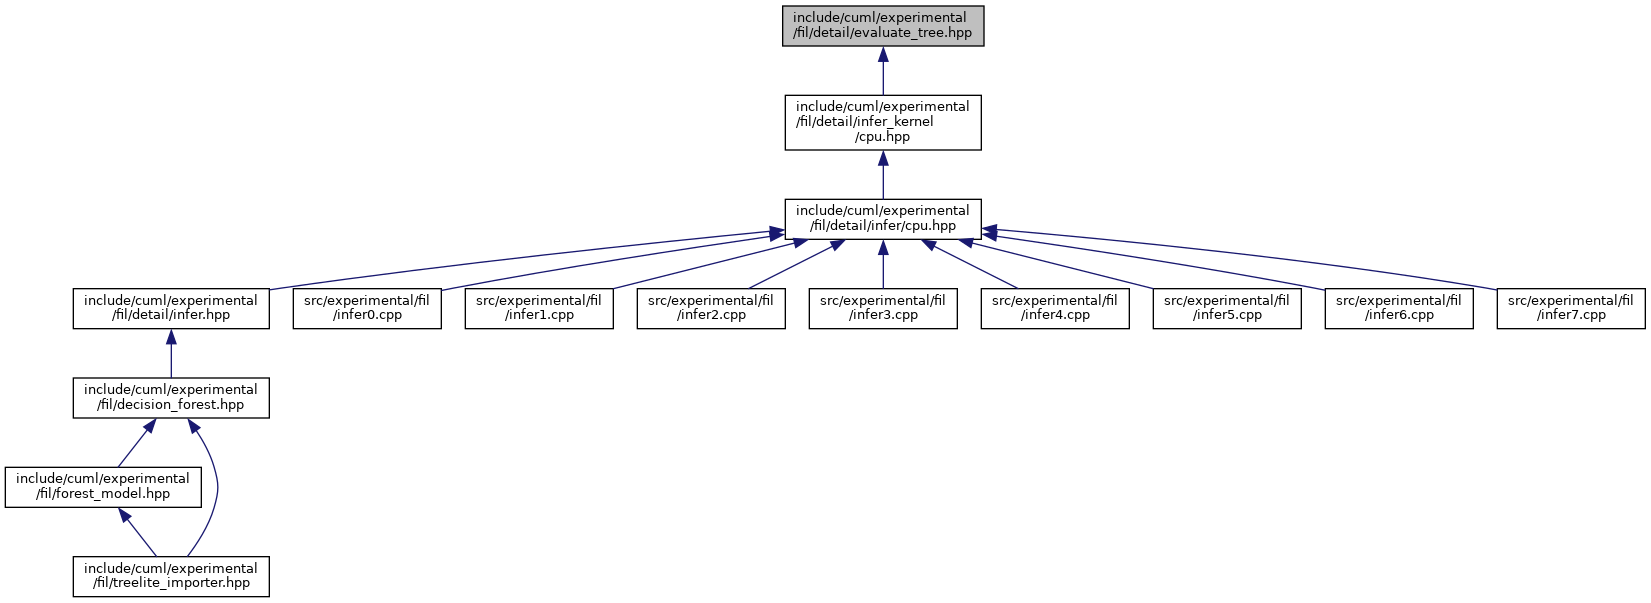 include/cuml/experimental
/fil/detail/evaluate_tree.hpp
include/cuml/experimental
/fil/detail/infer_kernel
/cpu.hpp
include/cuml/experimental
/fil/detail/infer/cpu.hpp
include/cuml/experimental
/fil/detail/infer.hpp
src/experimental/fil
/infer0.cpp
src/experimental/fil
/infer1.cpp
src/experimental/fil
/infer2.cpp
src/experimental/fil
/infer3.cpp
src/experimental/fil
/infer4.cpp
src/experimental/fil
/infer5.cpp
src/experimental/fil
/infer6.cpp
src/experimental/fil
/infer7.cpp
include/cuml/experimental
/fil/decision_forest.hpp
include/cuml/experimental
/fil/forest_model.hpp
include/cuml/experimental
/fil/treelite_importer.hpp